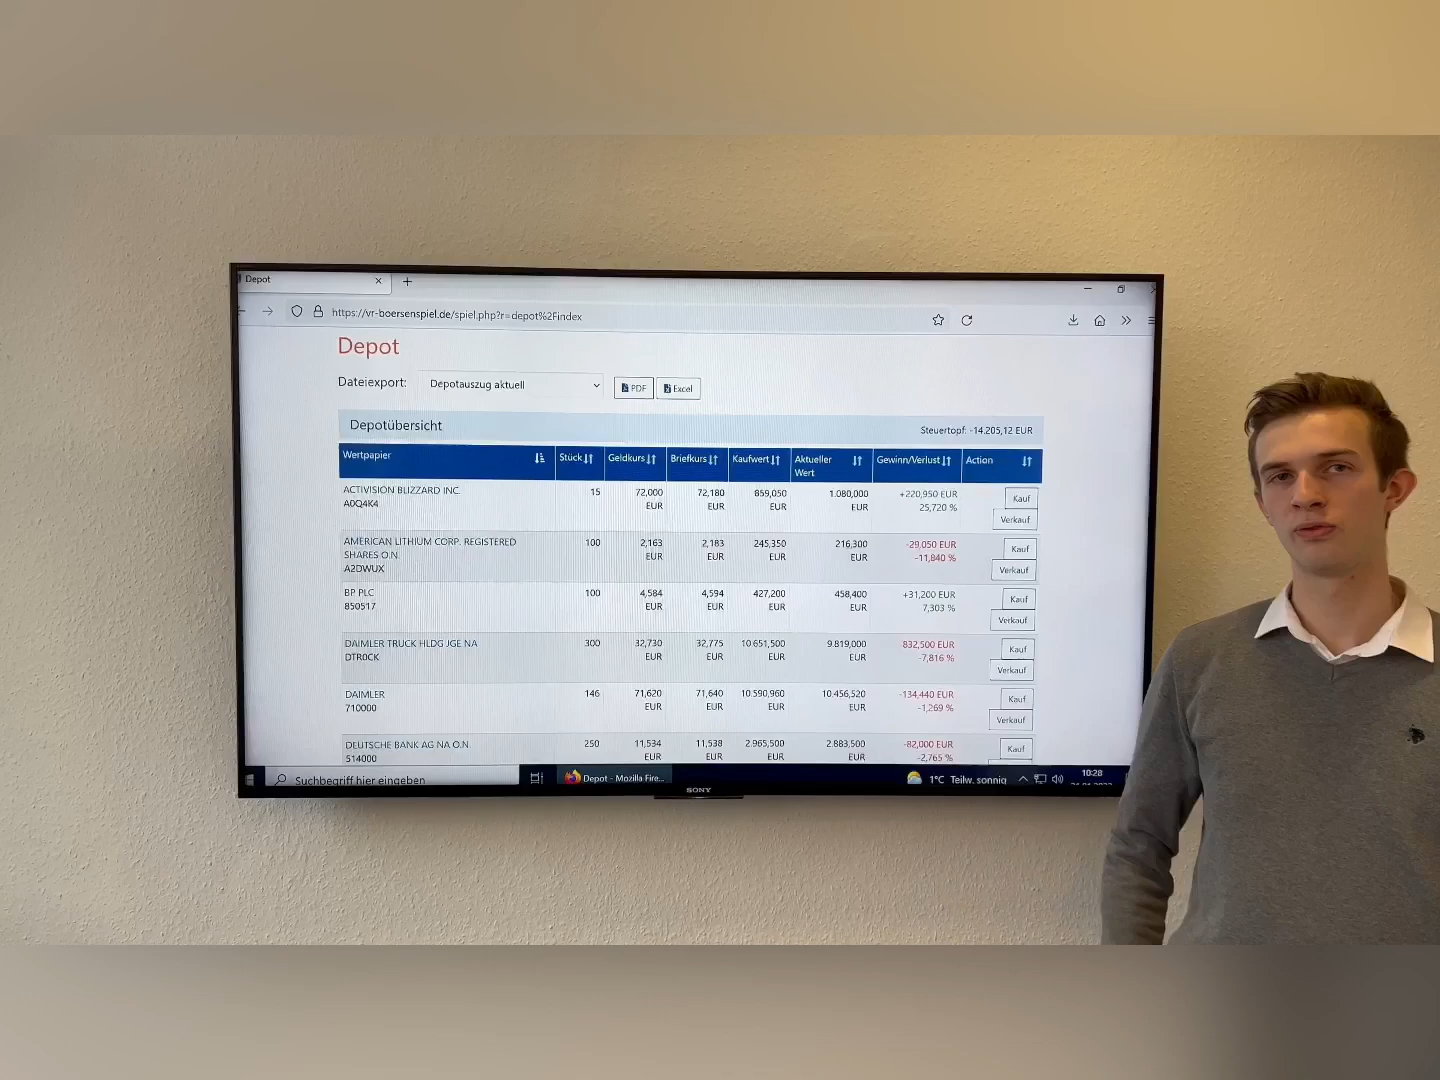 Depot
https://vr-boersenspiel.de/spiel.php?r=depot%2Findex
Depot
Dateiexport: Depotauszug aktuell PDF Excel
Depotübersicht Steuertopf: -14.205,12 EUR
Wertpapier Stück Geldkurs Briefkurs Kaufwert Aktueller Wert Gewinn/Verlust Action
ACTIVISION BLIZZARD INC. 15 72,000 72,180 859,050 1.080,000 +220,950 EUR Kauf
A0Q4K4 EUR EUR EUR EUR 25,720 % Verkauf
AMERICAN LITHIUM CORP. REGISTERED 100 2,163 2,183 245,350 216,300 -29,050 EUR Kauf
SHARES O.N. EUR EUR EUR EUR -11,840 %
A2DWUX Verkauf
BP PLC 100 4,584 4,594 427,200 458,400 +31,200 EUR Kauf
850517 EUR EUR EUR EUR 7,303 % Verkauf
DAIMLER TRUCK HLDG JGE NA 300 32,730 32,775 10.651,500 9.819,000 832,500 EUR Kauf
DTR0CK EUR EUR EUR EUR -7,816 % Verkauf
DAIMLER 146 71,620 71,640 10.590,960 10.456,520 -134,440 EUR Kauf
710000 EUR EUR EUR EUR -1,269 % Verkauf
DEUTSCHE BANK AG NA O.N. 250 11,534 11,538 2.965,500 2.883,500 -82,000 EUR Kauf
514000 EUR EUR EUR EUR -2,765 %
Suchbegriff hier eingeben Depot - Mozilla Fire... 1°C Teilw. sonnig 10:28
SONY